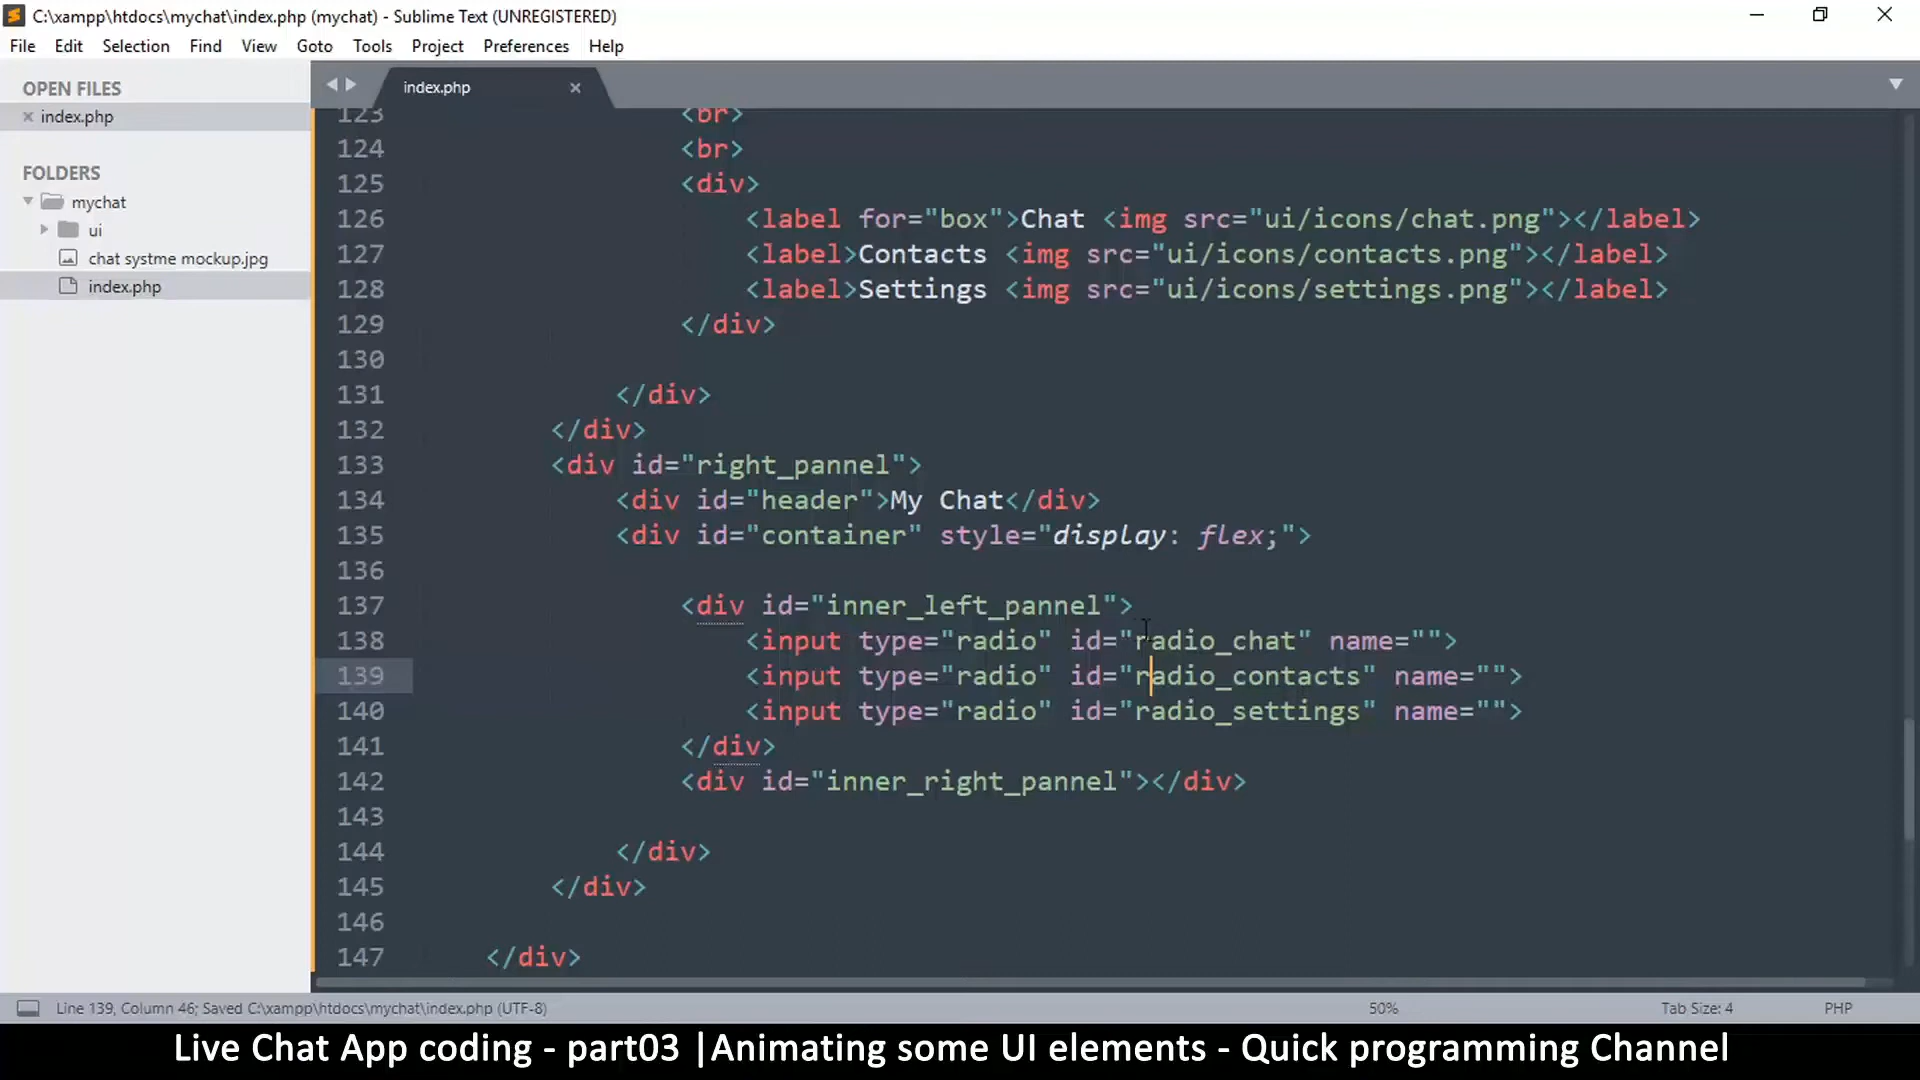 C:\xampp\htdocs\mychat\index.php (mychat) - Sublime Text (UNREGISTERED)
File Edit Selection Find View Goto Tools Project Preferences Help
OPEN FILES
index.php
FOLDERS
mychat
ui
chat systme mockup.jpg
index.php
index.php
123 <br>
124 <br>
125 <div>
126 <label for="box">Chat <img src="ui/icons/chat.png"></label>
127 <label>Contacts <img src="ui/icons/contacts.png"></label>
128 <label>Settings <img src="ui/icons/settings.png"></label>
129 </div>
130
131 </div>
132 </div>
133 <div id="right_pannel">
134 <div id="header">My Chat</div>
135 <div id="container" style="display: flex;">
136
137 <div id="inner_left_pannel">
138 <input type="radio" id="radio_chat" name="">
139 <input type="radio" id="radio_contacts" name="">
140 <input type="radio" id="radio_settings" name="">
141 </div>
142 <div id="inner_right_pannel"></div>
143
144 </div>
145 </div>
146
147 </div>
Line 139, Column 46; Saved C:\xampp\htdocs\mychat\index.php (UTF-8) 50% Tab Size: 4 PHP
Live Chat App coding - part03 |Animating some UI elements - Quick programming Channel